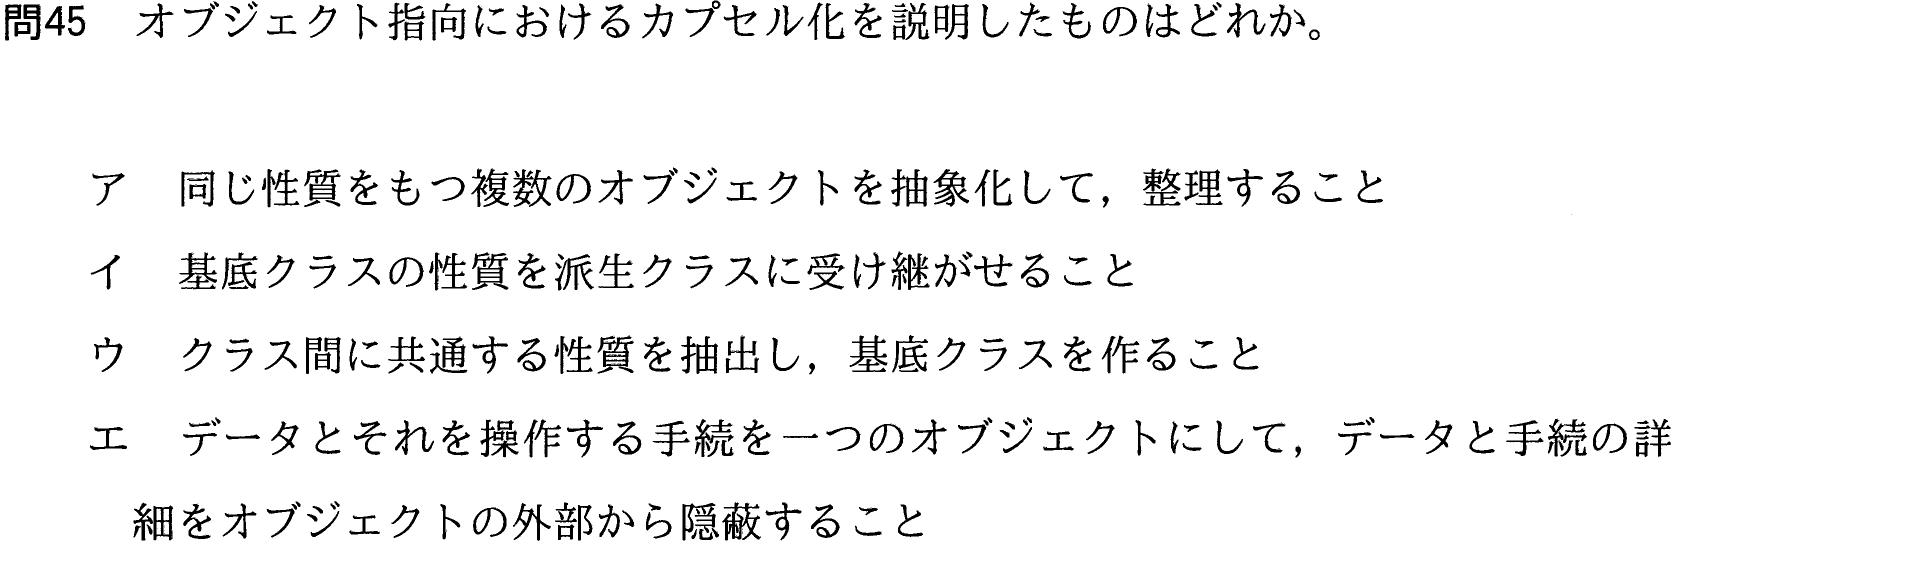 問45 オブジェクト指向におけるカプセル化を説明したものはどれか。
ア 同じ性質をもつ複数のオブジェクトを抽象化して，整理すること
イ 基底クラスの性質を派生クラスに受け継がせること
ウ クラス間に共通する性質を抽出し，基底クラスを作ること
エ データとそれを操作する手続を一つのオブジェクトにして，データと手続の詳
細をオブジェクトの外部から隠蔽すること